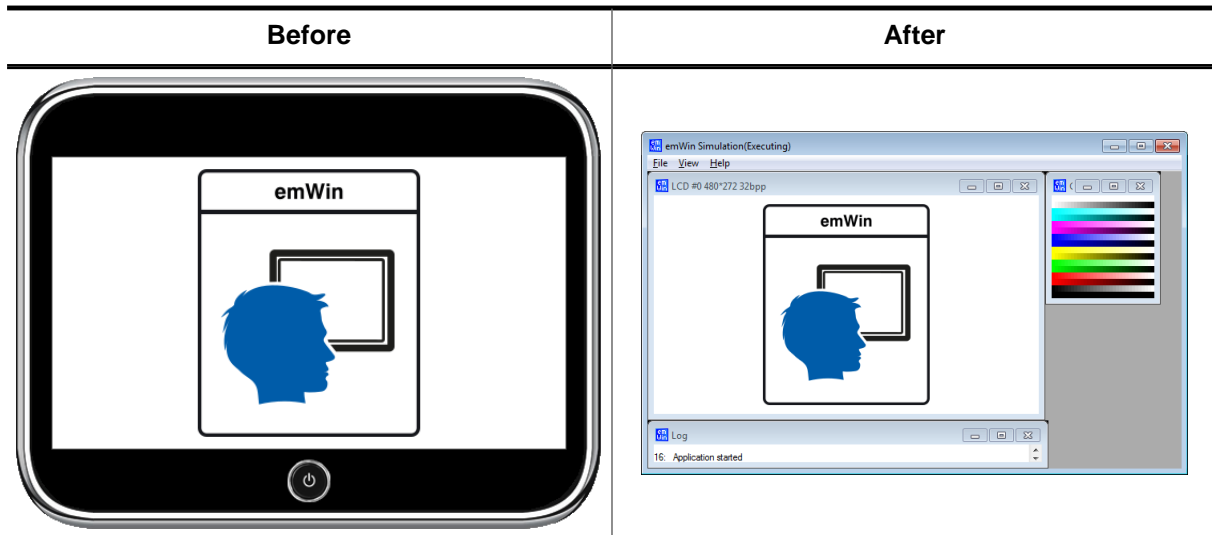 Before
After
emWin
emWin Simulation(Executing)
File View Help
LCD #0 480*272 32bpp
emWin
Log
16: Application started